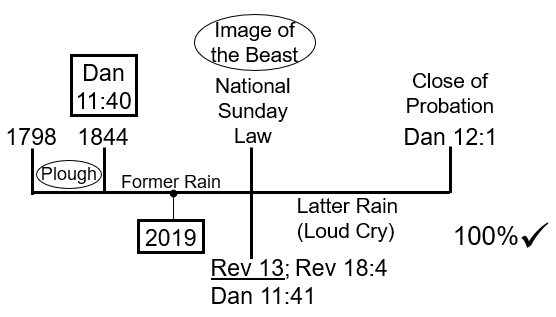 Image of
the Beast
Dan
11:40
National
Sunday
Law
Close of
Probation
Dan 12:1
1798
1844
Plough
Former Rain
2019
Latter Rain
(Loud Cry)
100%✓
Rev 13; Rev 18:4
Dan 11:41